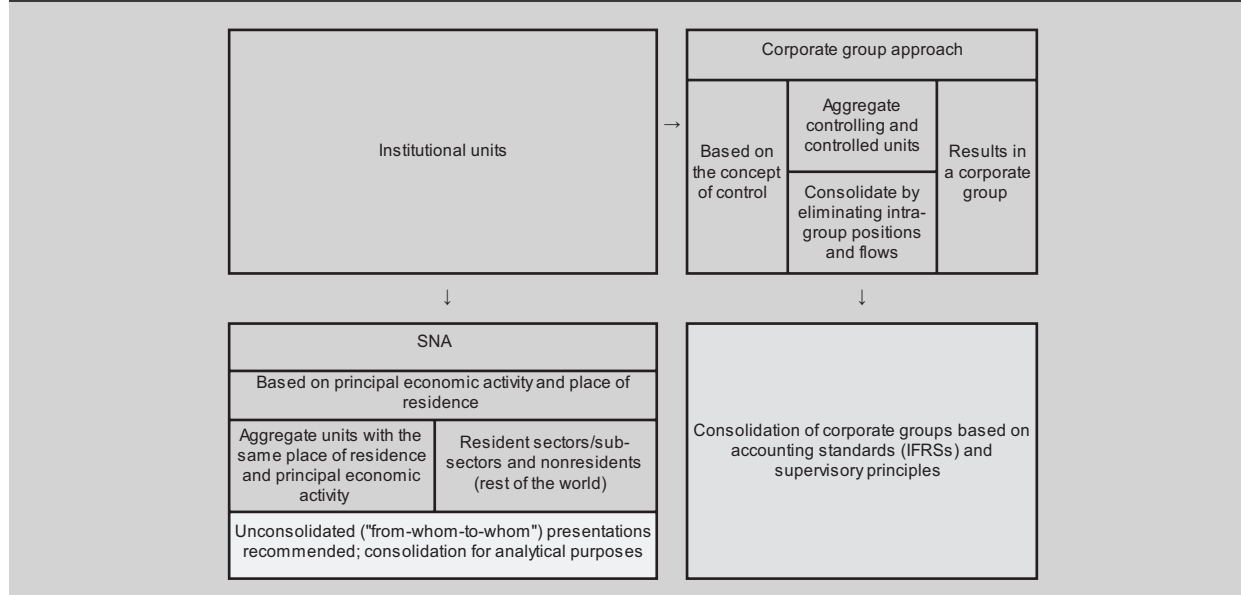 Institutional units
→
Corporate group approach
Based on
the concept
of control
Aggregate
controlling and
controlled units
Consolidate by
eliminating intra-
group positions
and flows
Results in
a corporate
group
↓
↓
SNA
Based on principal economic activity and place of
residence
Aggregate units with the
same place of residence
and principal economic
activity
Resident sectors/sub-
sectors and nonresidents
(rest of the world)
Unconsolidated ("from-whom-to-whom") presentations
recommended; consolidation for analytical purposes
Consolidation of corporate groups based on
accounting standards (IFRSs) and
supervisory principles